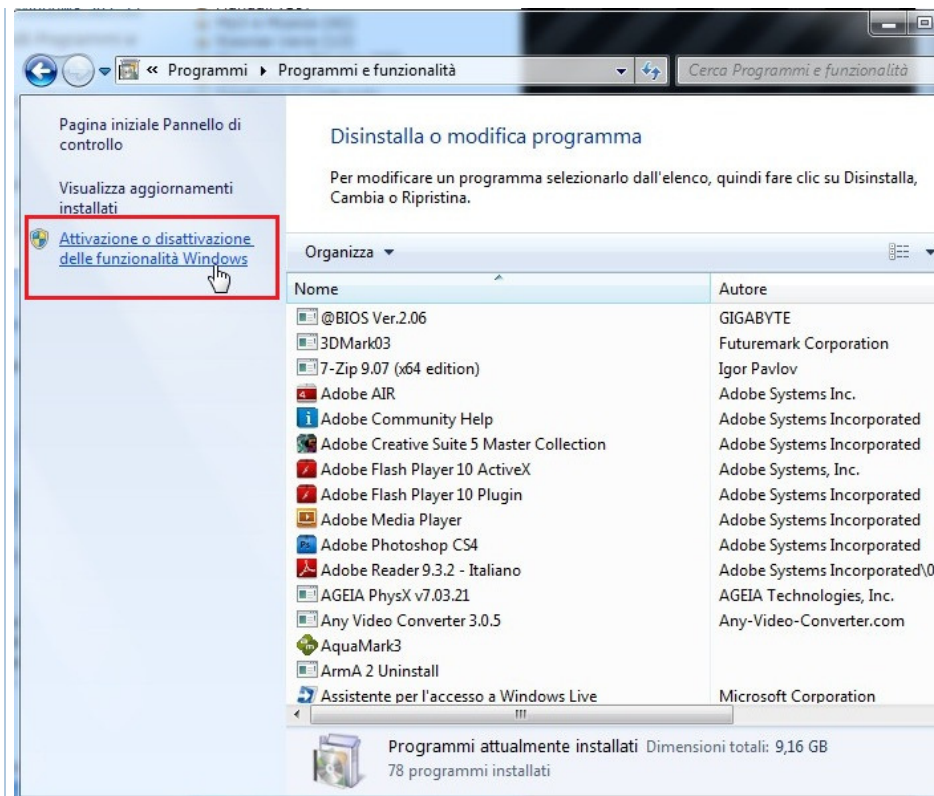 « Programmi ▸ Programmi e funzionalità
Cerca Programmi e funzionalità
Pagina iniziale Pannello di
controllo
Visualizza aggiornamenti
installati
Attivazione o disattivazione
delle funzionalità Windows
Disinstalla o modifica programma
Per modificare un programma selezionarlo dall'elenco, quindi fare clic su Disinstalla,
Cambia o Ripristina.
Organizza
Nome Autore
@BIOS Ver.2.06 GIGABYTE
3DMark03 Futuremark Corporation
7-Zip 9.07 (x64 edition) Igor Pavlov
Adobe AIR Adobe Systems Inc.
Adobe Community Help Adobe Systems Incorporated
Adobe Creative Suite 5 Master Collection Adobe Systems Incorporated
Adobe Flash Player 10 ActiveX Adobe Systems, Inc.
Adobe Flash Player 10 Plugin Adobe Systems Incorporated
Adobe Media Player Adobe Systems Incorporated
Adobe Photoshop CS4 Adobe Systems Incorporated
Adobe Reader 9.3.2 - Italiano Adobe Systems Incorporated\0
AGEIA PhysX v7.03.21 AGEIA Technologies, Inc.
Any Video Converter 3.0.5 Any-Video-Converter.com
AquaMark3
ArmA 2 Uninstall
Assistente per l'accesso a Windows Live Microsoft Corporation
Programmi attualmente installati Dimensioni totali: 9,16 GB
78 programmi installati